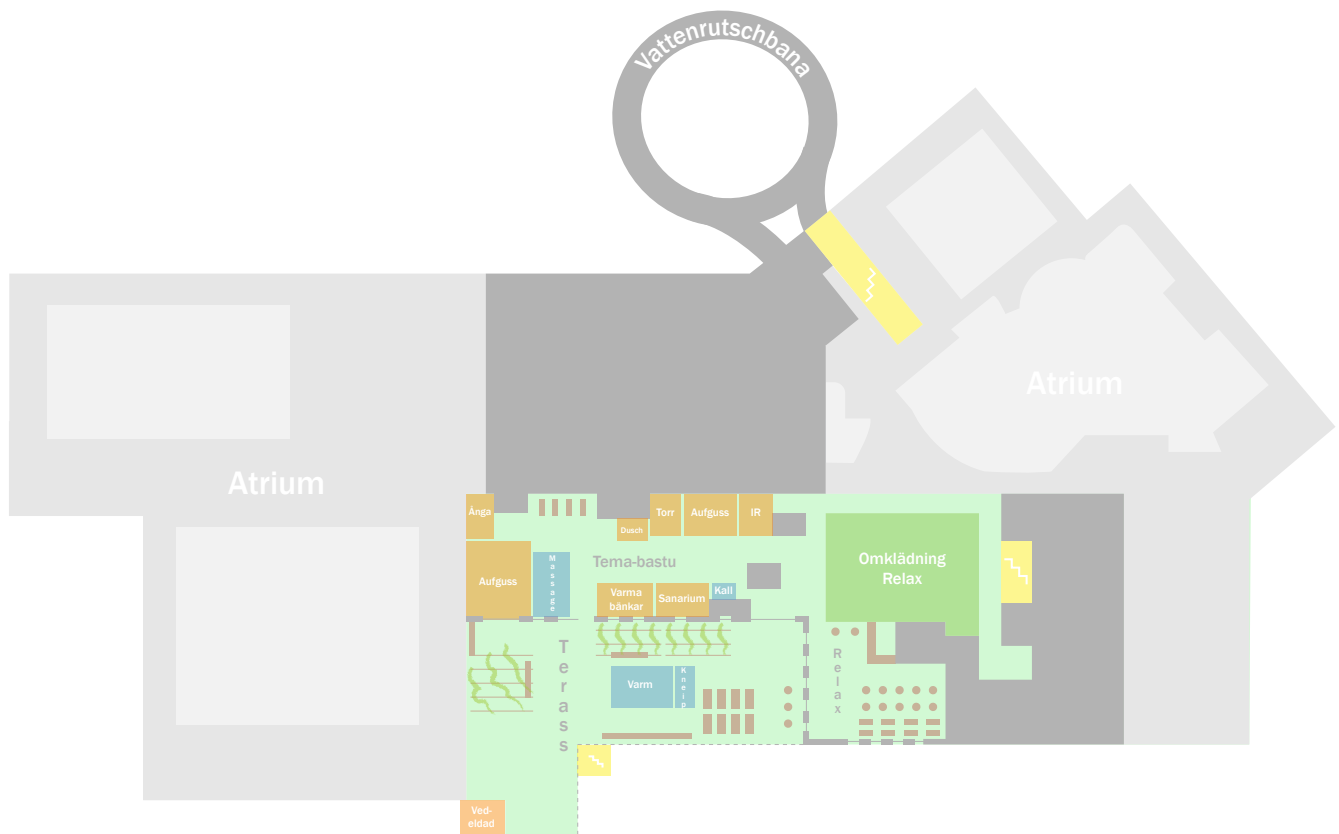 Vattenrutschbana
Atrium
Atrium
Ånga
Torr
Aufguss
IR
Dusch
Tema-bastu
Omklädning
Relax
Aufguss
Massage
Varma
bänkar
Sanarium
Kall
Terass
Relax
Varm
Kneip
Ved-
eldad